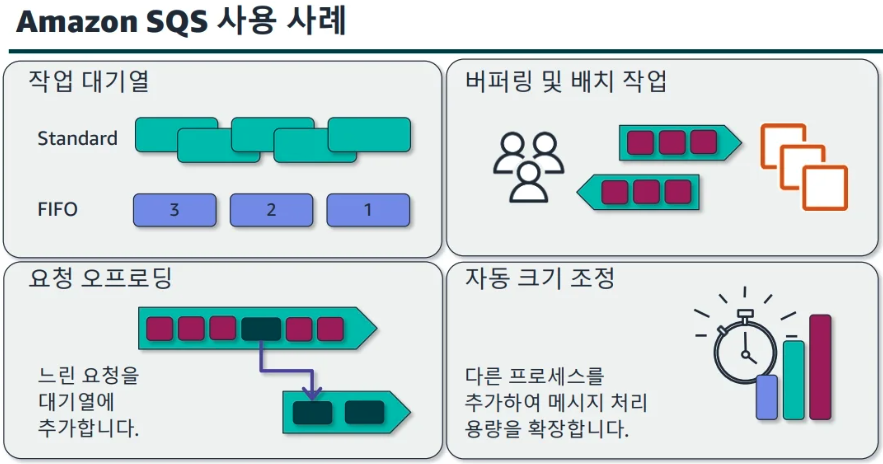 Amazon SQS 사용 사례
작업 대기열
Standard
FIFO
3 2 1
버퍼링 및 배치 작업
요청 오프로딩
느린 요청을
대기열에
추가합니다.
자동 크기 조정
다른 프로세스를
추가하여 메시지 처리
용량을 확장합니다.